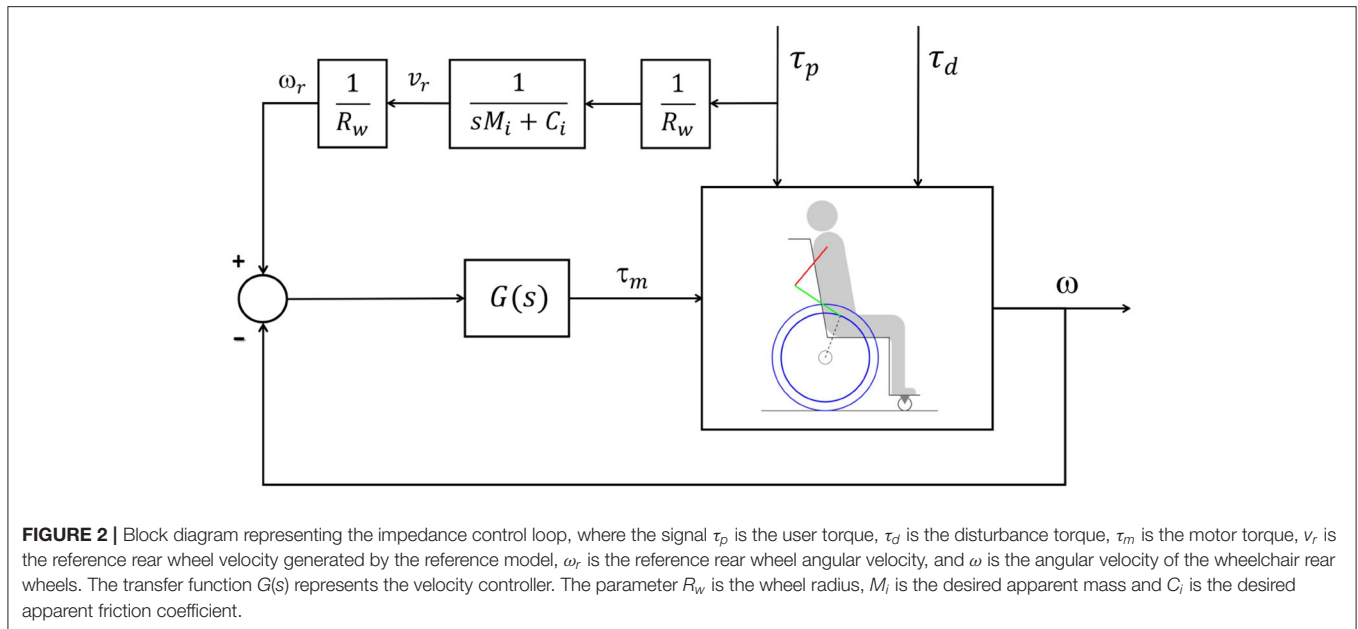 τ_p
τ_d
ω_r
1
R_w
v_r
1
sM_i + C_i
1
R_w
+
-
G(s)
τ_m
ω
FIGURE 2 | Block diagram representing the impedance control loop, where the signal τ_p is the user torque, τ_d is the disturbance torque, τ_m is the motor torque, v_r is
the reference rear wheel velocity generated by the reference model, ω_r is the reference rear wheel angular velocity, and ω is the angular velocity of the wheelchair rear
wheels. The transfer function G(s) represents the velocity controller. The parameter R_w is the wheel radius, M_i is the desired apparent mass and C_i is the desired
apparent friction coefficient.